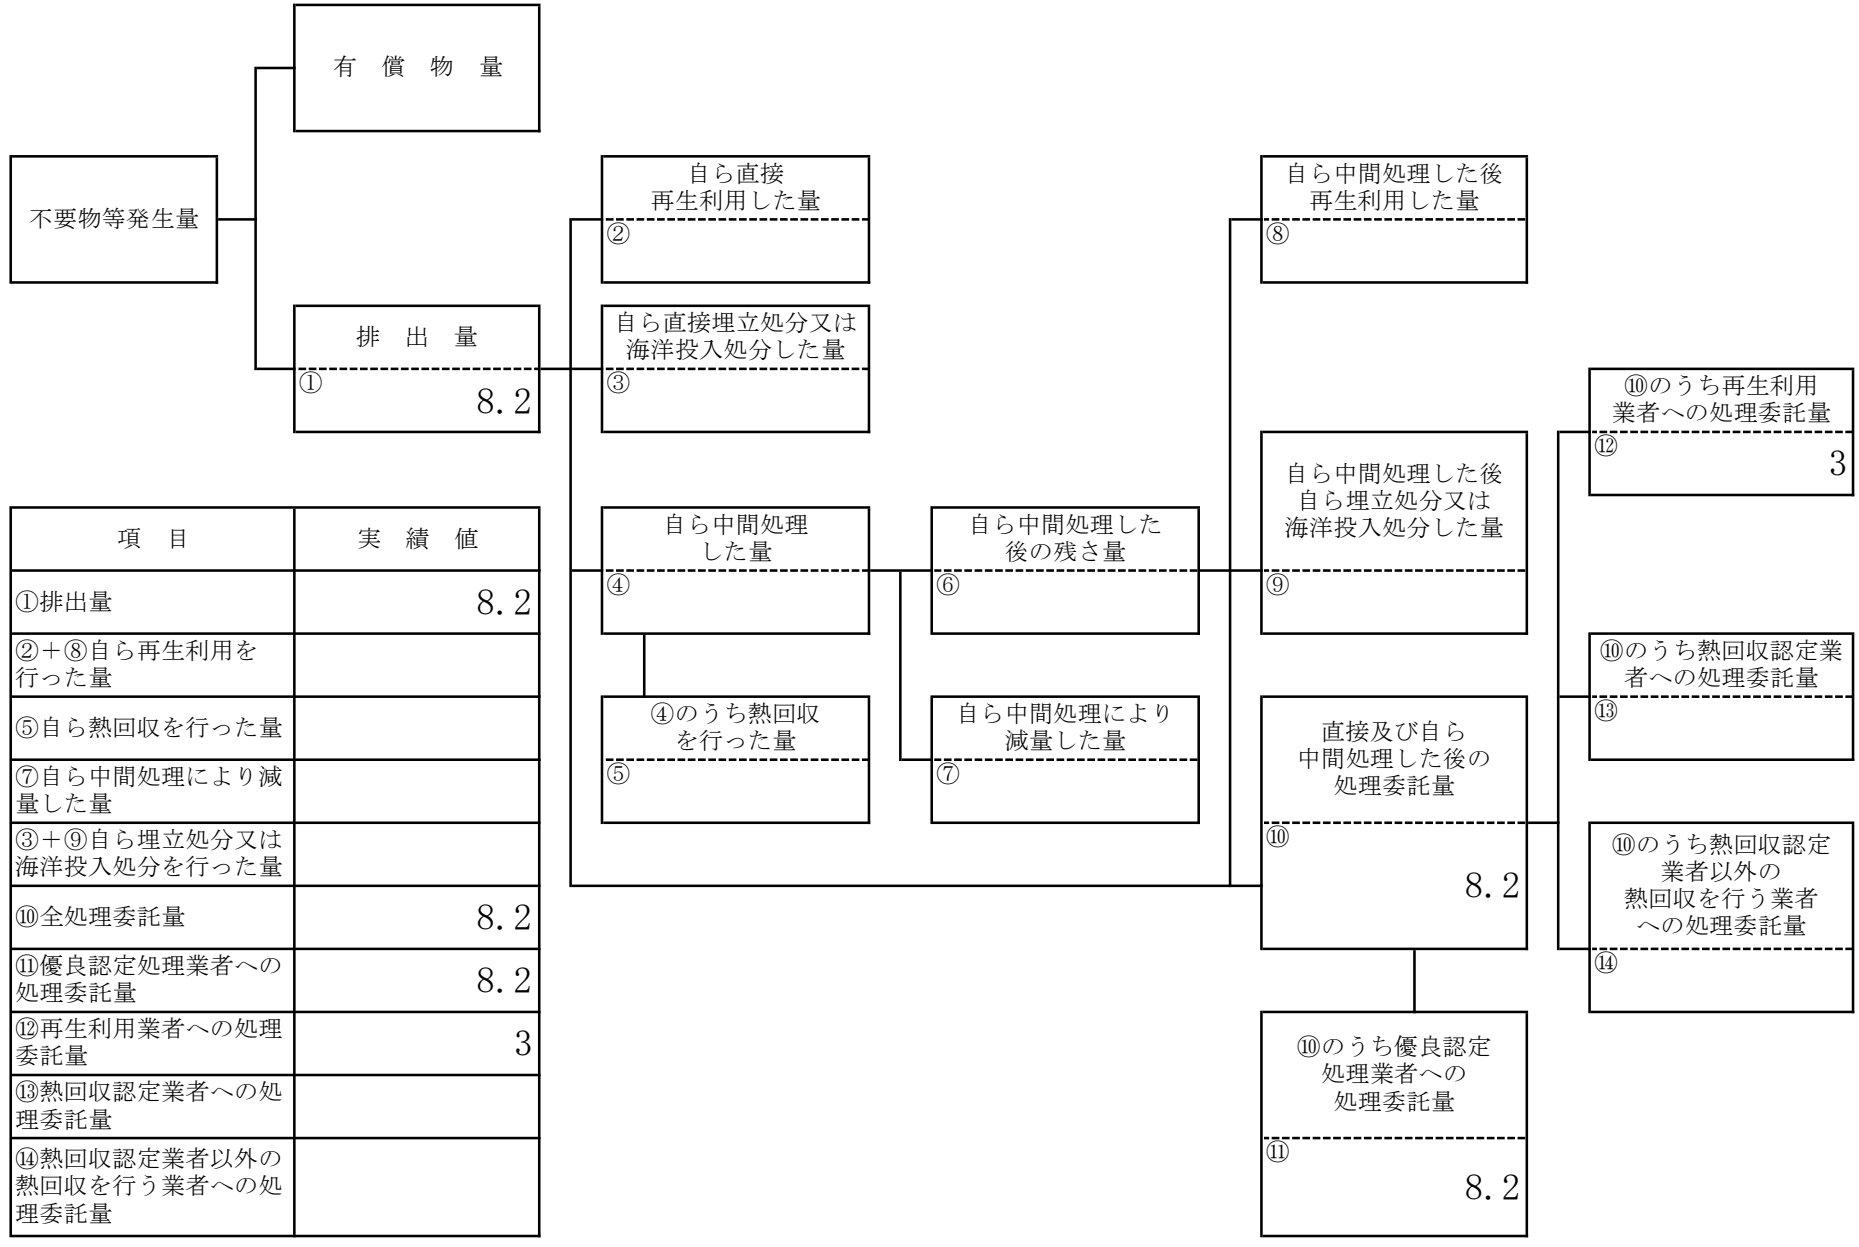 有　償　物　量
不要物等発生量
排　出　量
①
8.2
自ら直接
再生利用した量
②
自ら直接埋立処分又は
海洋投入処分した量
③
自ら中間処理
した量
④
④のうち熱回収
を行った量
⑤
自ら中間処理した
後の残さ量
⑥
自ら中間処理により
減量した量
⑦
自ら中間処理した後
再生利用した量
⑧
自ら中間処理した後
自ら埋立処分又は
海洋投入処分した量
⑨
直接及び自ら
中間処理した後の
処理委託量
⑩
8.2
⑩のうち優良認定
処理業者への
処理委託量
⑪
8.2
⑩のうち再生利用
業者への処理委託量
⑫
3
⑩のうち熱回収認定業
者への処理委託量
⑬
⑩のうち熱回収認定
業者以外の
熱回収を行う業者
への処理委託量
⑭
項　目　実　績　値
①排出量　8.2
②＋⑧自ら再生利用を
行った量
⑤自ら熱回収を行った量
⑦自ら中間処理により減
量した量
③＋⑨自ら埋立処分又は
海洋投入処分を行った量
⑩全処理委託量　8.2
⑪優良認定処理業者への
処理委託量
8.2
⑫再生利用業者への処理
委託量
3
⑬熱回収認定業者への処
理委託量
⑭熱回収認定業者以外の
熱回収を行う業者への処
理委託量